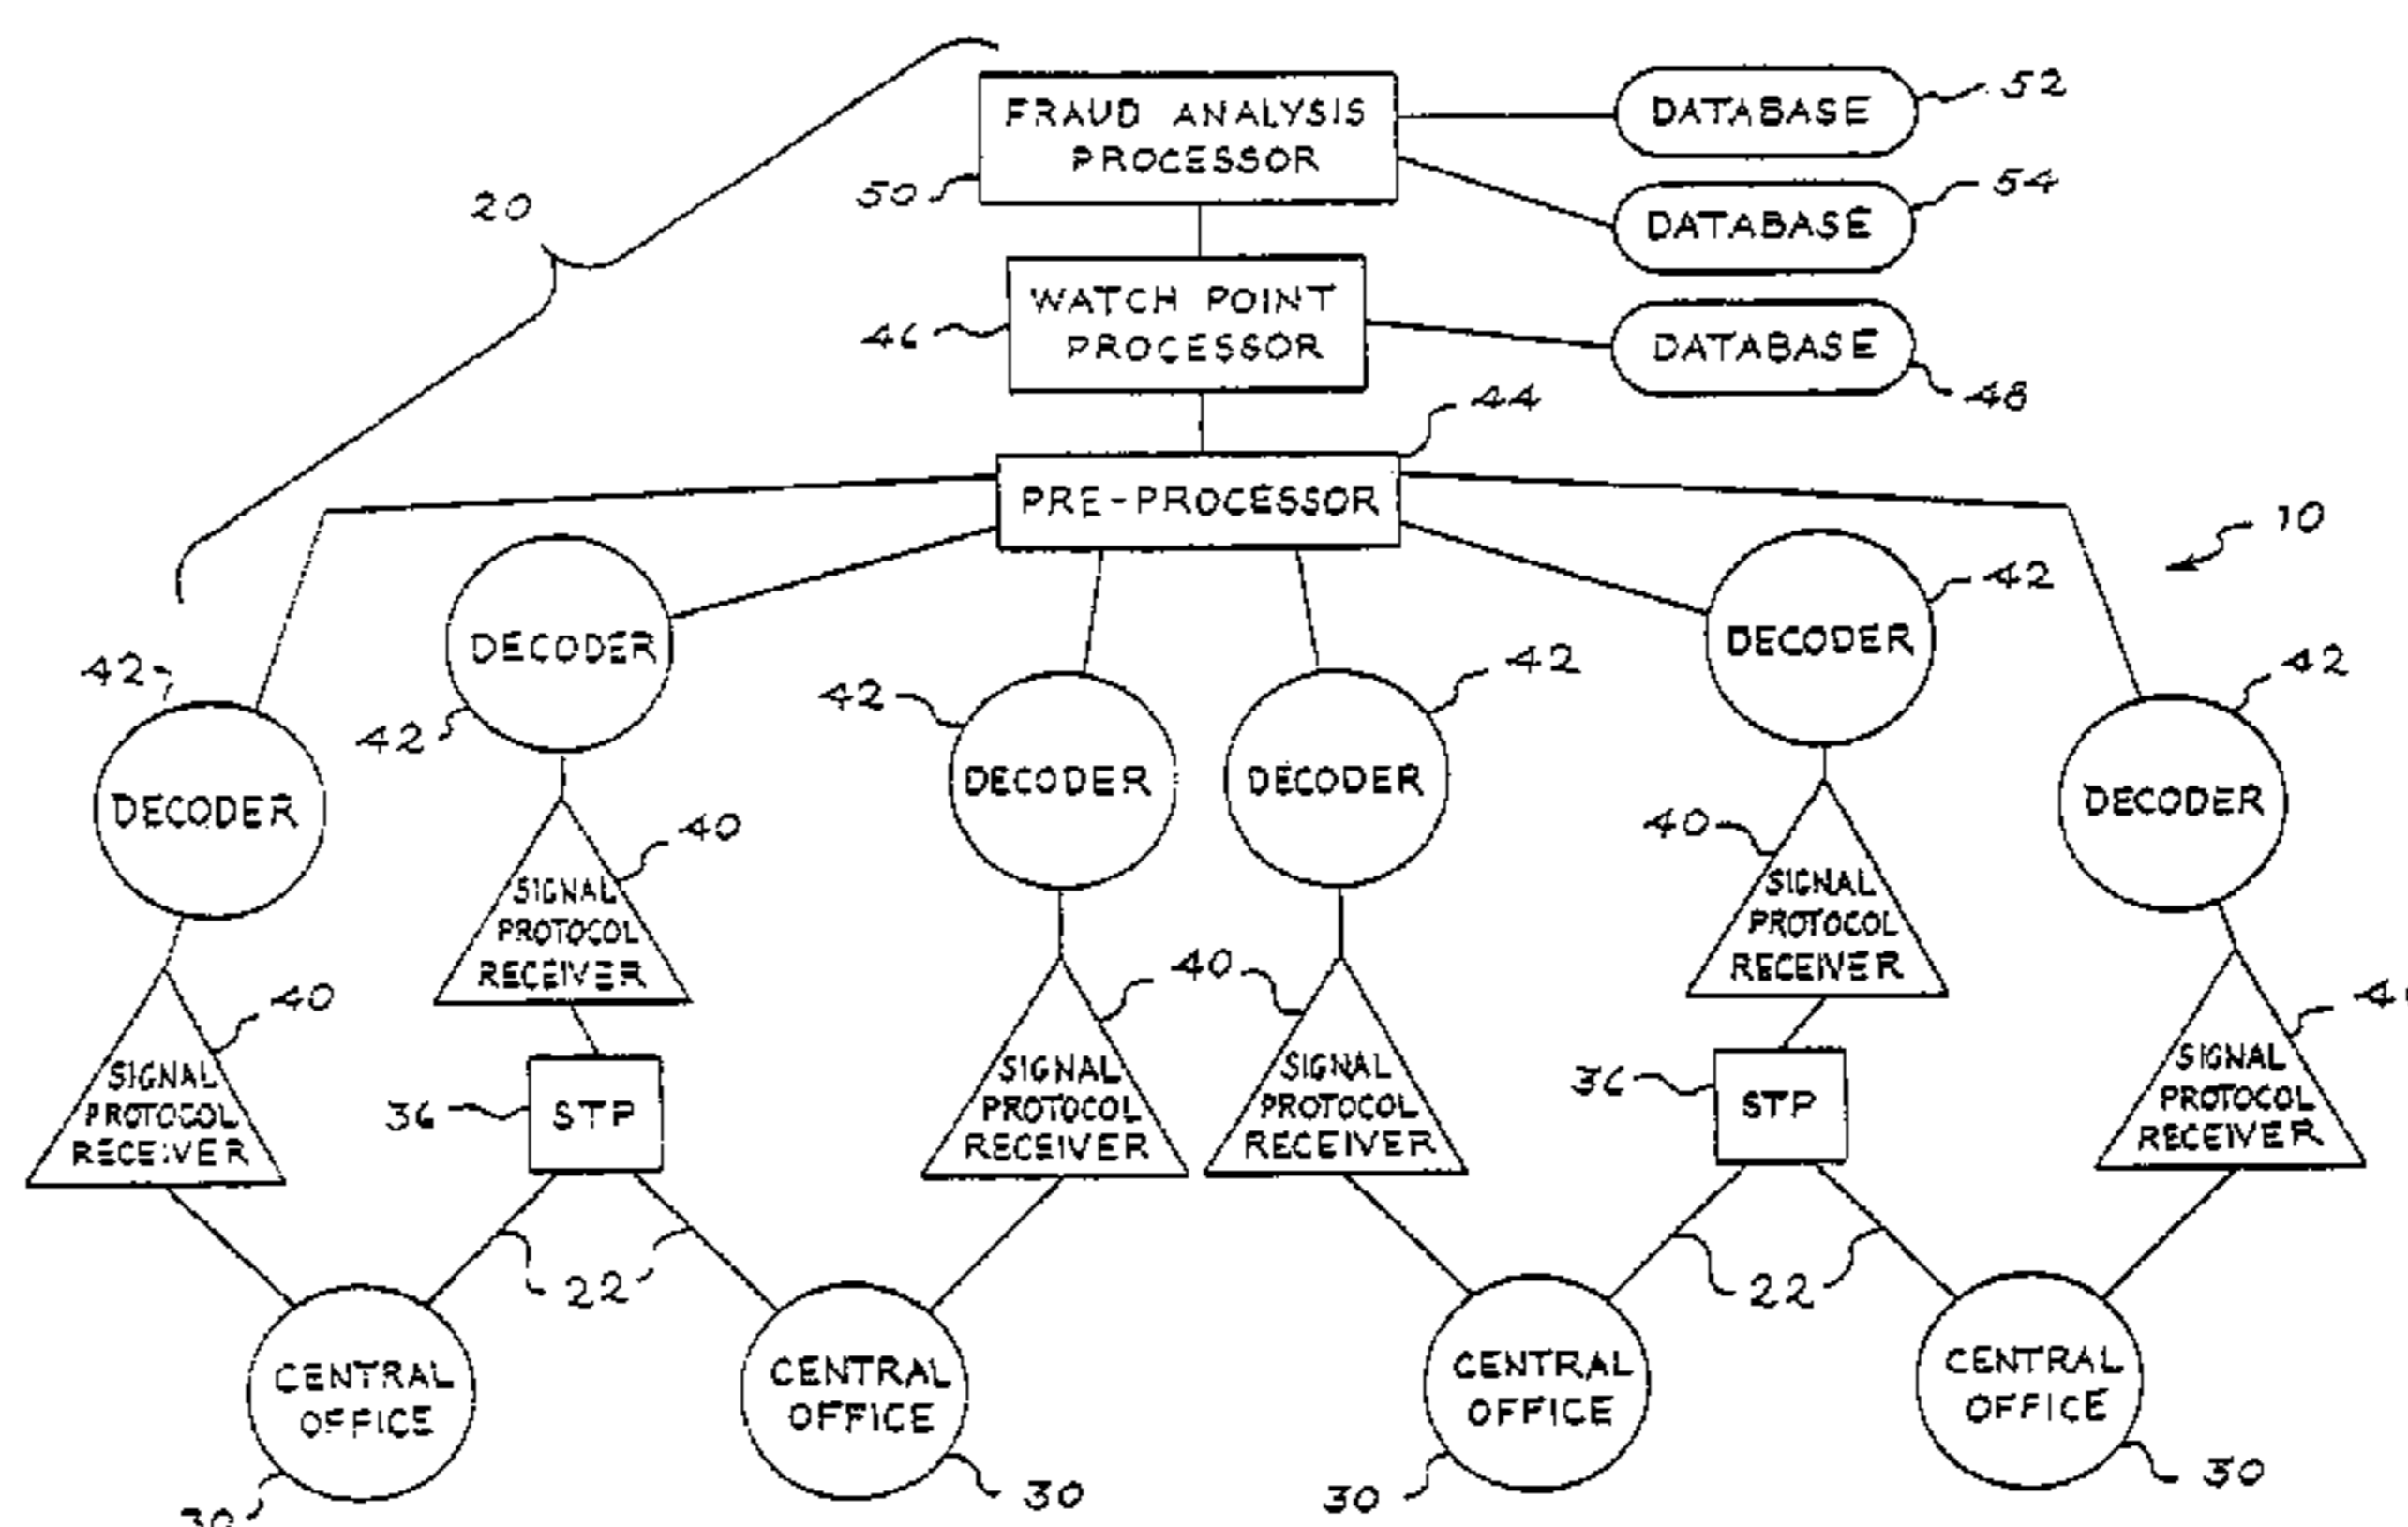 FRAUD ANALYSIS
PROCESSOR
50
DATABASE
52
DATABASE
54
20
WATCH POINT
PROCESSOR
46
DATABASE
48
44
PRE-PROCESSOR
10
DECODER
42
DECODER
42
DECODER
42
DECODER
42
DECODER
42
DECODER
42
SIGNAL
PROTOCOL
RECEIVER
40
SIGNAL
PROTOCOL
RECEIVER
40
SIGNAL
PROTOCOL
RECEIVER
40
SIGNAL
PROTOCOL
RECEIVER
SIGNAL
PROTOCOL
RECEIVER
40
SIGNAL
PROTOCOL
RECEIVER
36
STP
36
STP
22
22
CENTRAL
OFFICE
30
CENTRAL
OFFICE
30
CENTRAL
OFFICE
30
CENTRAL
OFFICE
30